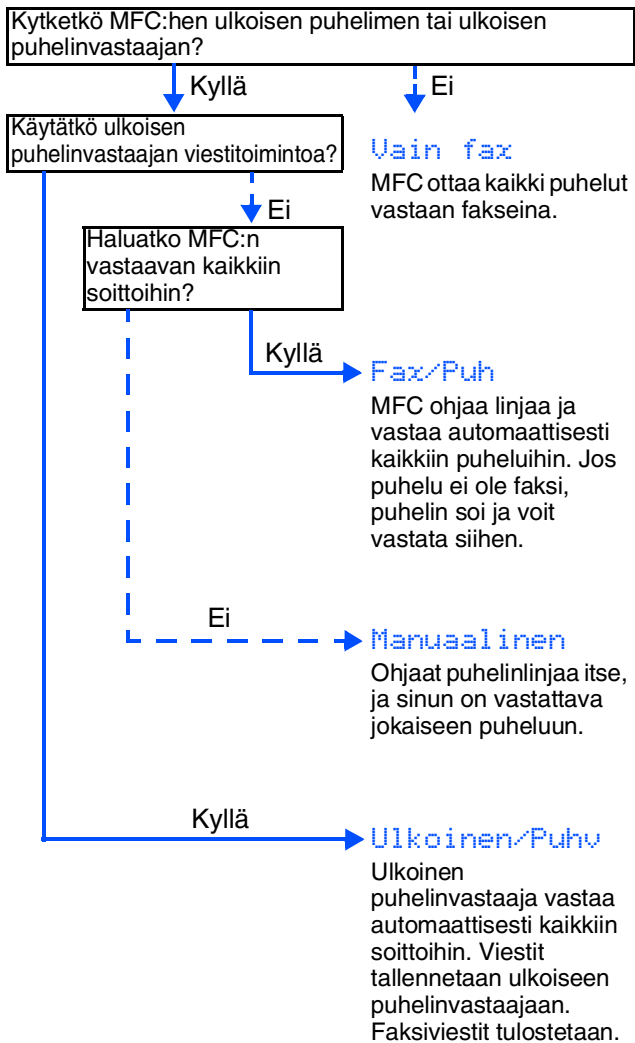 Kytketkö MFC:hen ulkoisen puhelimen tai ulkoisen
puhelinvastaajan?
Kyllä
Ei
Käytätkö ulkoisen
puhelinvastaajan viestitoimintoa?
Vain fax
MFC ottaa kaikki puhelut
vastaan fakseina.
Ei
Haluatko MFC:n
vastaavan kaikkiin
soittoihin?
Kyllä
Fax/Puh
MFC ohjaa linjaa ja
vastaa automaattisesti
kaikkiin puheluihin. Jos
puhelu ei ole faksi,
puhelin soi ja voit
vastata siihen.
Ei
Manuaalinen
Ohjaat puhelinlinjaa itse,
ja sinun on vastattava
jokaiseen puheluun.
Kyllä
Ulkoinen/Puhv
Ulkoinen
puhelinvastaaja vastaa
automaattisesti kaikkiin
soittoihin. Viestit
tallennetaan ulkoiseen
puhelinvastaajaan.
Faksiviestit tulostetaan.